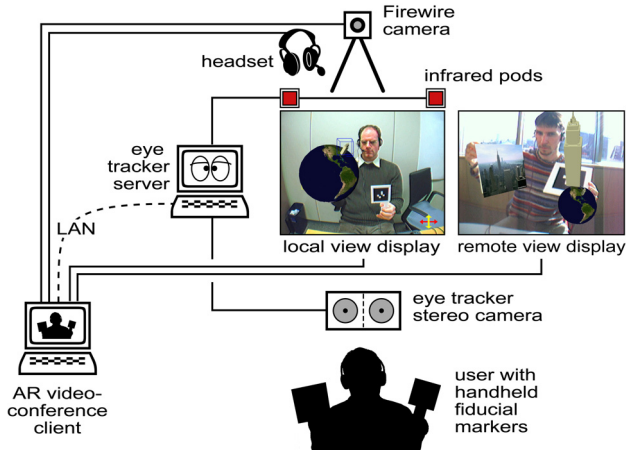 Firewire
camera
headset
infrared pods
eye
tracker
server
LAN
local view display
remote view display
eye tracker
stereo camera
AR video-
conference
client
user with
handheld
fiducial
markers